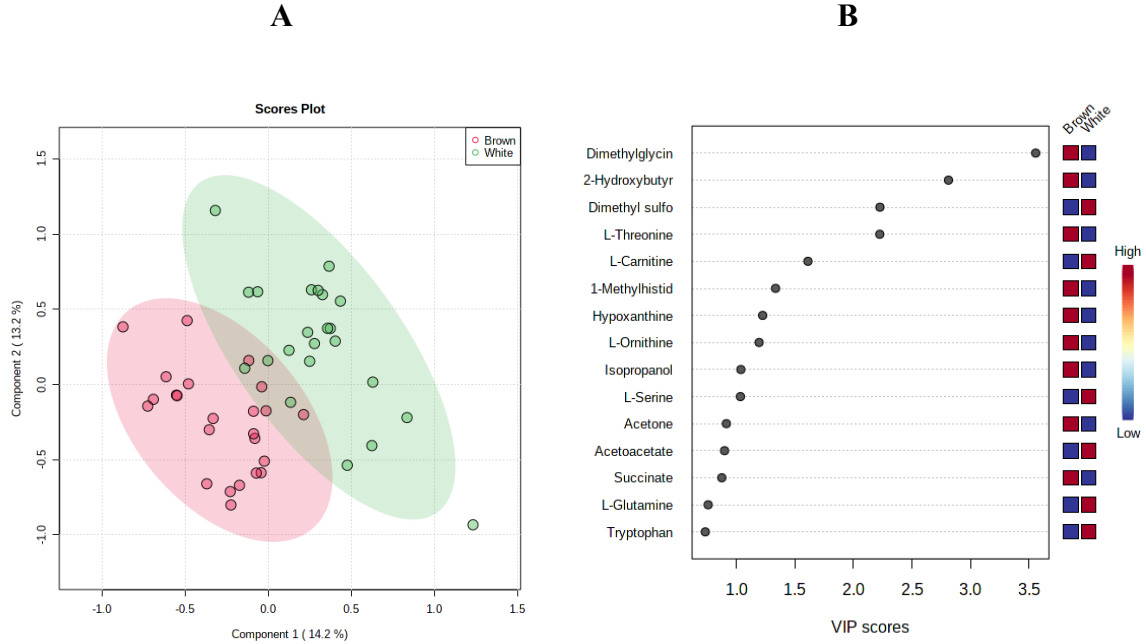 A
Scores Plot
Brown
White
1.5
1.0
0.5
0.0
-0.5
-1.0
Component 2 ( 13.2 %)
-1.0
-0.5
0.0
0.5
1.0
1.5
Component 1 ( 14.2 %)
B
Brown
White
Dimethylglycin
2-Hydroxybutyr
Dimethyl sulfo
L-Threonine
L-Carnitine
1-Methylhistid
Hypoxanthine
L-Ornithine
Isopropanol
L-Serine
Acetone
Acetoacetate
Succinate
L-Glutamine
Tryptophan
High
Low
1.0
1.5
2.0
2.5
3.0
3.5
VIP scores